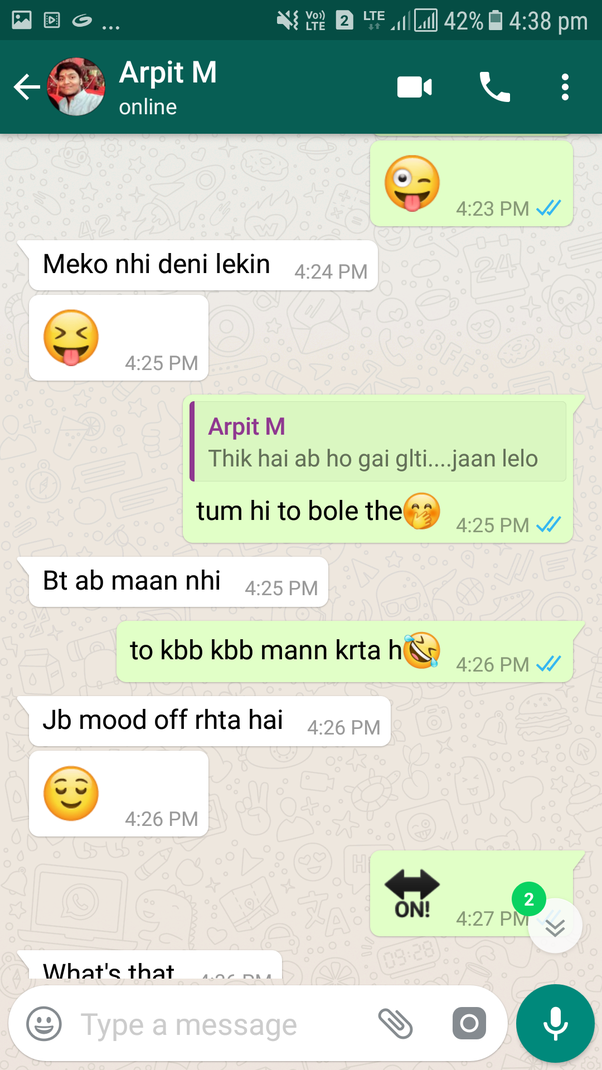 Vo)) LTE 2 LTE 42% 4:38 pm
Arpit M
online
4:23 PM
Meko nhi deni lekin 4:24 PM
4:25 PM
Arpit M
Thik hai ab ho gai glti....jaan lelo
tum hi to bole the🤭 4:25 PM
Bt ab maan nhi 4:25 PM
to kbb kbb mann krta h🤣 4:26 PM
Jb mood off rhta hai 4:26 PM
4:26 PM
ON! 4:27 PM
2
What's that 4:26 PM
Type a message